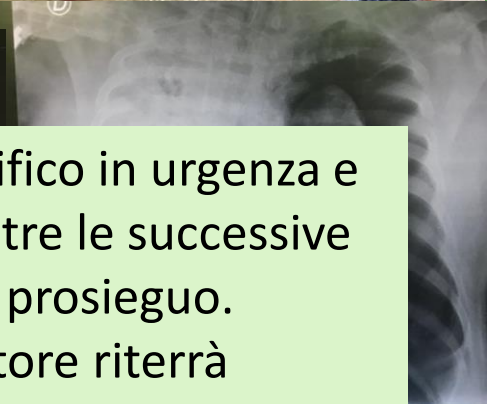 D
ifico in urgenza e
tre le successive
prosieguo.
tore riterrà